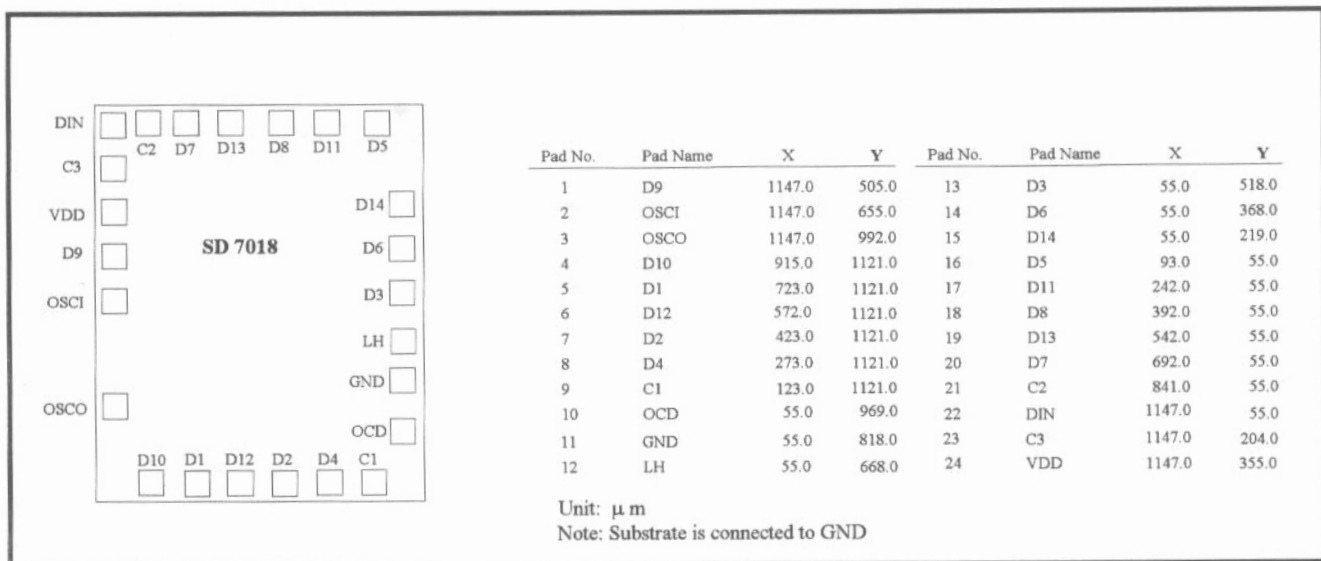 DIN
C2 D7 D13 D8 D11 D5
C3
VDD
D14
D9
SD 7018
D6
OSCI
D3
LH
GND
OSCO
OCD
D10 D1 D12 D2 D4 C1
Pad No. Pad Name X Y Pad No. Pad Name X Y
1 D9 1147.0 505.0 13 D3 55.0 518.0
2 OSCI 1147.0 655.0 14 D6 55.0 368.0
3 OSCO 1147.0 992.0 15 D14 55.0 219.0
4 D10 915.0 1121.0 16 D5 93.0 55.0
5 D1 723.0 1121.0 17 D11 242.0 55.0
6 D12 572.0 1121.0 18 D8 392.0 55.0
7 D2 423.0 1121.0 19 D13 542.0 55.0
8 D4 273.0 1121.0 20 D7 692.0 55.0
9 C1 123.0 1121.0 21 C2 841.0 55.0
10 OCD 55.0 969.0 22 DIN 1147.0 55.0
11 GND 55.0 818.0 23 C3 1147.0 204.0
12 LH 55.0 668.0 24 VDD 1147.0 355.0
Unit: μ m
Note: Substrate is connected to GND